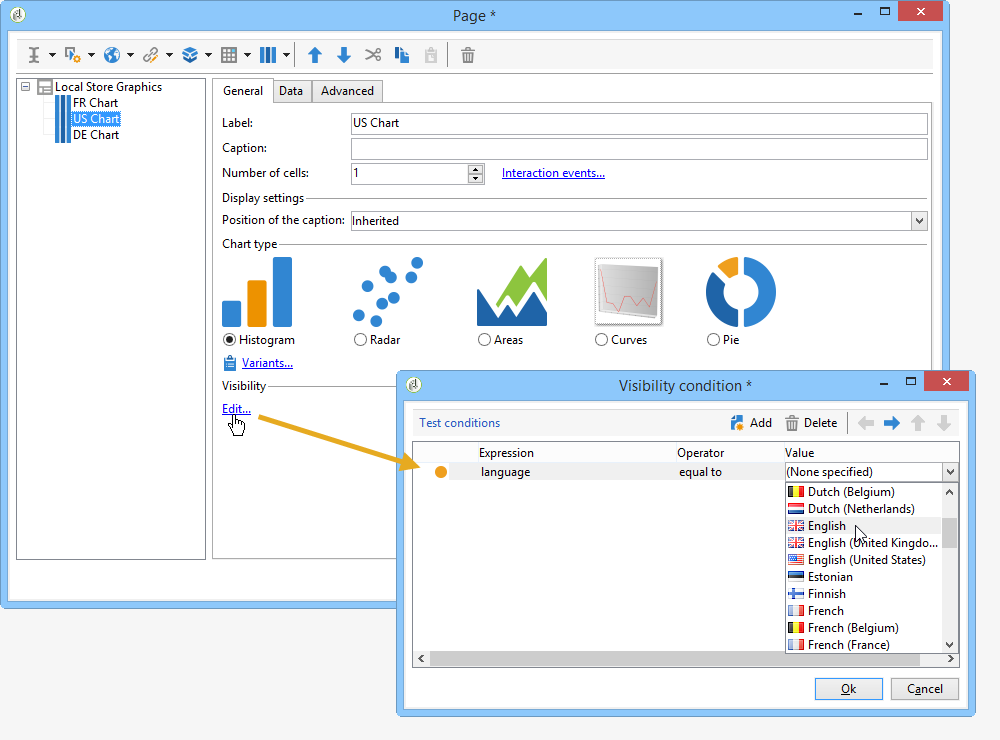 Page *
Local Store Graphics
FR Chart
US Chart
DE Chart
General Data Advanced
Label: US Chart
Caption:
Number of cells: 1 Interaction events...
Display settings
Position of the caption: Inherited
Chart type
Histogram Radar Areas Curves Pie
Variants...
Visibility
Edit...
Visibility condition *
Test conditions Add Delete
Expression Operator Value
language equal to (None specified)
Dutch (Belgium)
Dutch (Netherlands)
English
English (United Kingdo...
English (United States)
Estonian
Finnish
French
French (Belgium)
French (France)
Ok Cancel